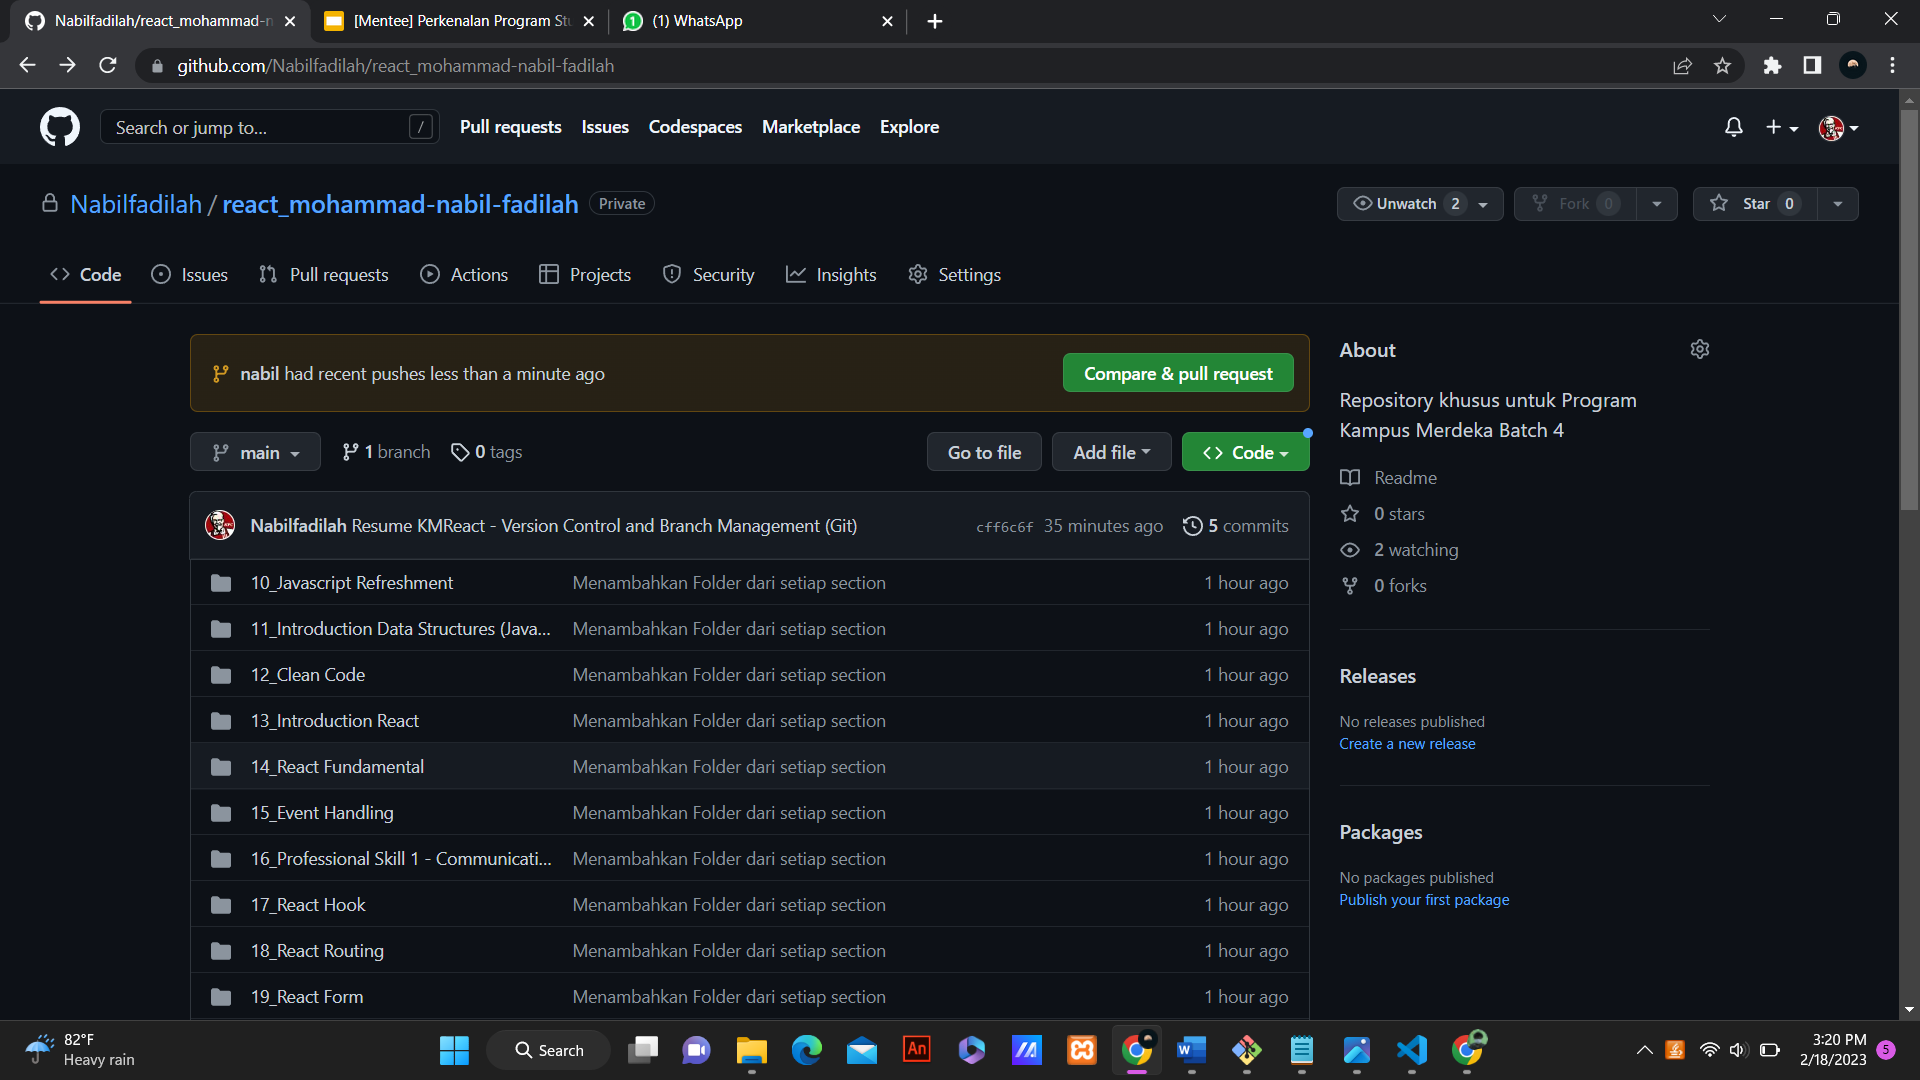 Nabilfadilah/react_mohammad-n
[Mentee] Perkenalan Program St
(1) WhatsApp
github.com/Nabilfadilah/react_mohammad-nabil-fadilah
Search or jump to... /
Pull requests Issues Codespaces Marketplace Explore
Nabilfadilah / react_mohammad-nabil-fadilah Private
Unwatch 2 Fork 0 Star 0
Code Issues Pull requests Actions Projects Security Insights Settings
nabil had recent pushes less than a minute ago Compare & pull request
main 1 branch 0 tags Go to file Add file Code
Nabilfadilah Resume KMReact - Version Control and Branch Management (Git) cff6c6f 35 minutes ago 5 commits
10_Javascript Refreshment Menambahkan Folder dari setiap section 1 hour ago
11_Introduction Data Structures (Java... Menambahkan Folder dari setiap section 1 hour ago
12_Clean Code Menambahkan Folder dari setiap section 1 hour ago
13_Introduction React Menambahkan Folder dari setiap section 1 hour ago
14_React Fundamental Menambahkan Folder dari setiap section 1 hour ago
15_Event Handling Menambahkan Folder dari setiap section 1 hour ago
16_Professional Skill 1 - Communicati... Menambahkan Folder dari setiap section 1 hour ago
17_React Hook Menambahkan Folder dari setiap section 1 hour ago
18_React Routing Menambahkan Folder dari setiap section 1 hour ago
19_React Form Menambahkan Folder dari setiap section 1 hour ago
About
Repository khusus untuk Program
Kampus Merdeka Batch 4
Readme
0 stars
2 watching
0 forks
Releases
No releases published
Create a new release
Packages
No packages published
Publish your first package
82°F
Heavy rain
Search
An
W
3:20 PM
2/18/2023
5